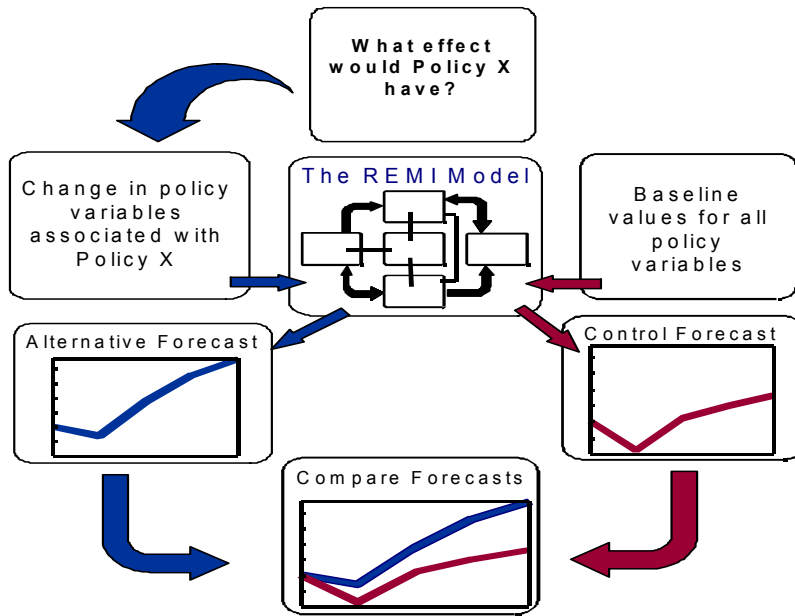 What effect
would Policy X
have?
Change in policy
variables
associated with
Policy X
The REMI Model
Baseline
values for all
policy
variables
Alternative Forecast
Control Forecast
Compare Forecasts